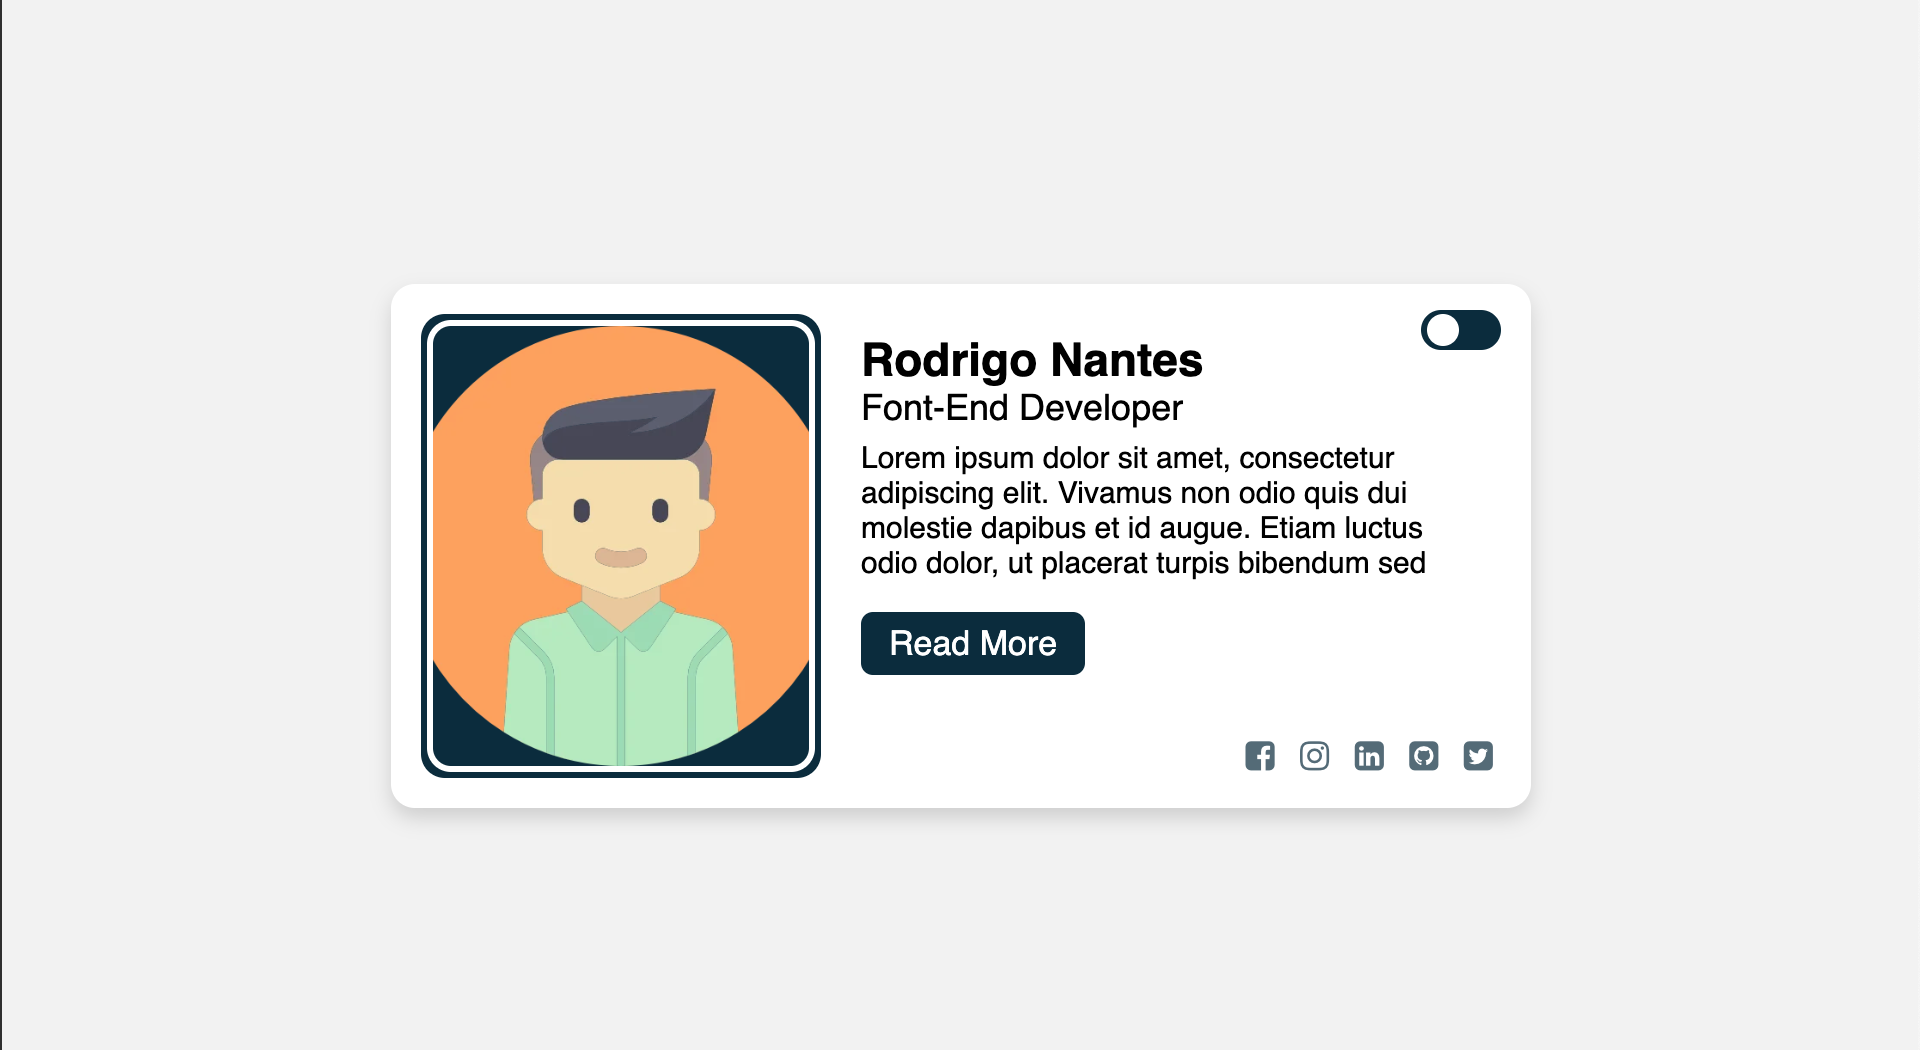 Rodrigo Nantes
Font-End Developer
Lorem ipsum dolor sit amet, consectetur
adipiscing elit. Vivamus non odio quis dui
molestie dapibus et id augue. Etiam luctus
odio dolor, ut placerat turpis bibendum sed
Read More